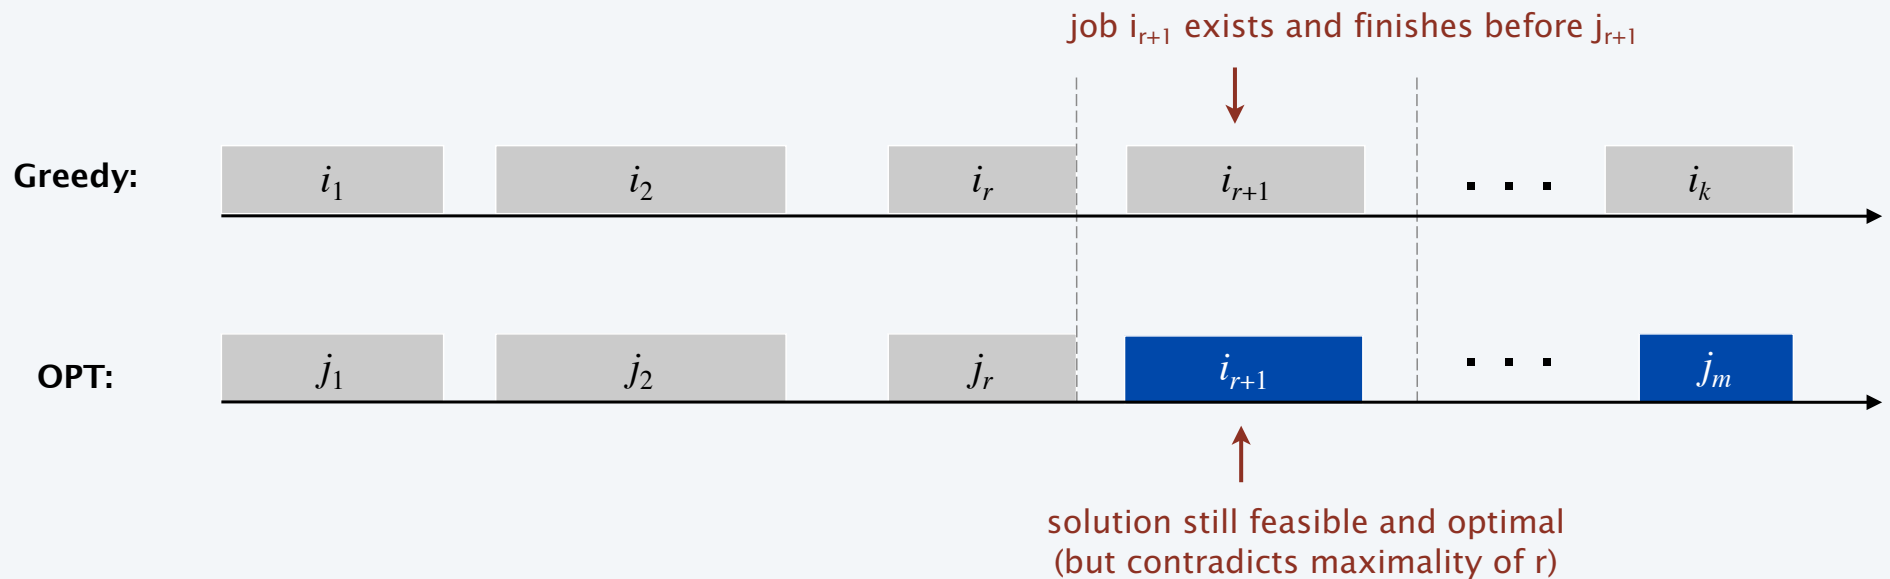 job i_{r+1} exists and finishes before j_{r+1}
Greedy: i_1 i_2 i_r i_{r+1} . . . i_k
OPT: j_1 j_2 j_r i_{r+1} . . . j_m
solution still feasible and optimal
(but contradicts maximality of r)